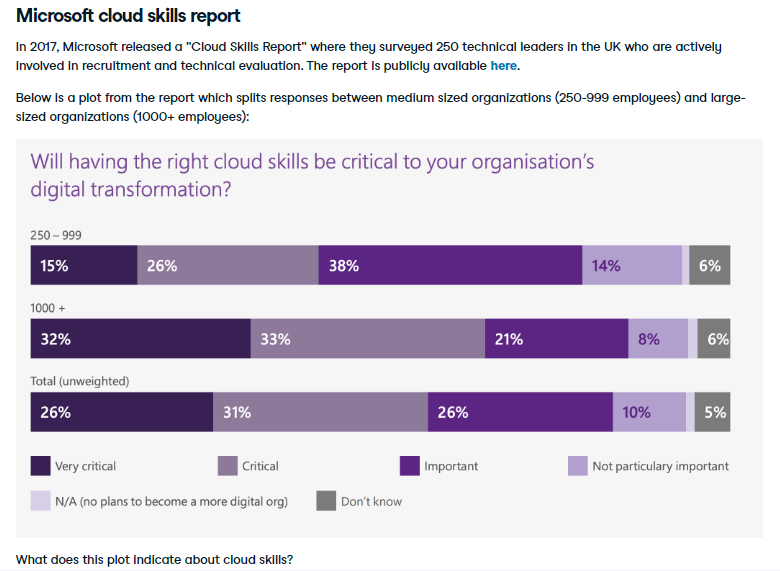 Microsoft cloud skills report
In 2017, Microsoft released a "Cloud Skills Report" where they surveyed 250 technical leaders in the UK who are actively
involved in recruitment and technical evaluation. The report is publicly available here.
Below is a plot from the report which splits responses between medium sized organizations (250-999 employees) and large-
sized organizations (1000+ employees):
Will having the right cloud skills be critical to your organisation's
digital transformation?
250 – 999
15% 26% 38% 14% 6%
1000 +
32% 33% 21% 8% 6%
Total (unweighted)
26% 31% 26% 10% 5%
Very critical Critical Important Not particulary important
N/A (no plans to become a more digital org) Don't know
What does this plot indicate about cloud skills?